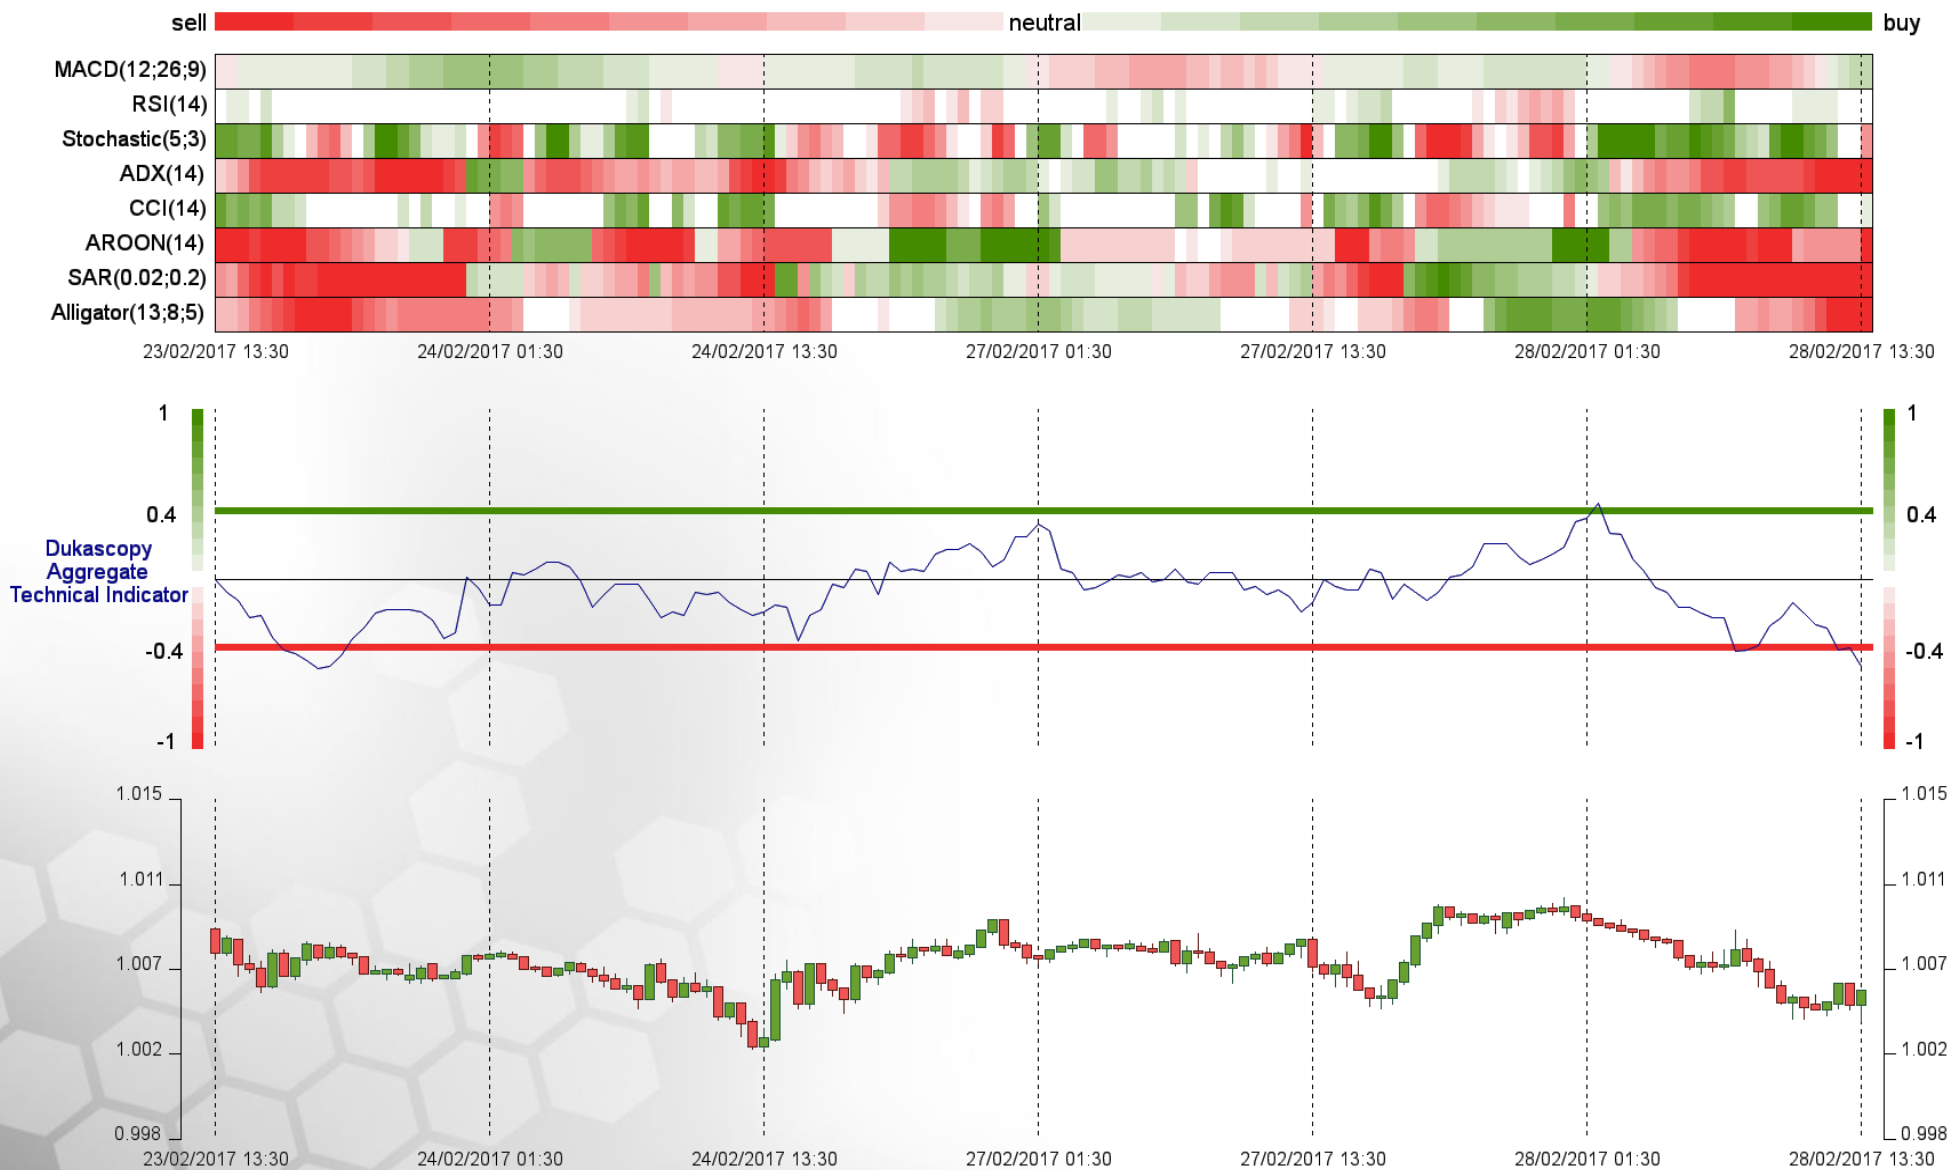 sell neutral buy
MACD(12;26;9)
RSI(14)
Stochastic(5;3)
ADX(14)
CCI(14)
AROON(14)
SAR(0.02;0.2)
Alligator(13;8;5)
23/02/2017 13:30 24/02/2017 01:30 24/02/2017 13:30 27/02/2017 01:30 27/02/2017 13:30 28/02/2017 01:30 28/02/2017 13:30
1 1
0.4 0.4
Dukascopy
Aggregate
Technical Indicator
-0.4 -0.4
-1 -1
1.015 1.015
1.011 1.011
1.007 1.007
1.002 1.002
0.998 0.998
23/02/2017 13:30 24/02/2017 01:30 24/02/2017 13:30 27/02/2017 01:30 27/02/2017 13:30 28/02/2017 01:30 28/02/2017 13:30